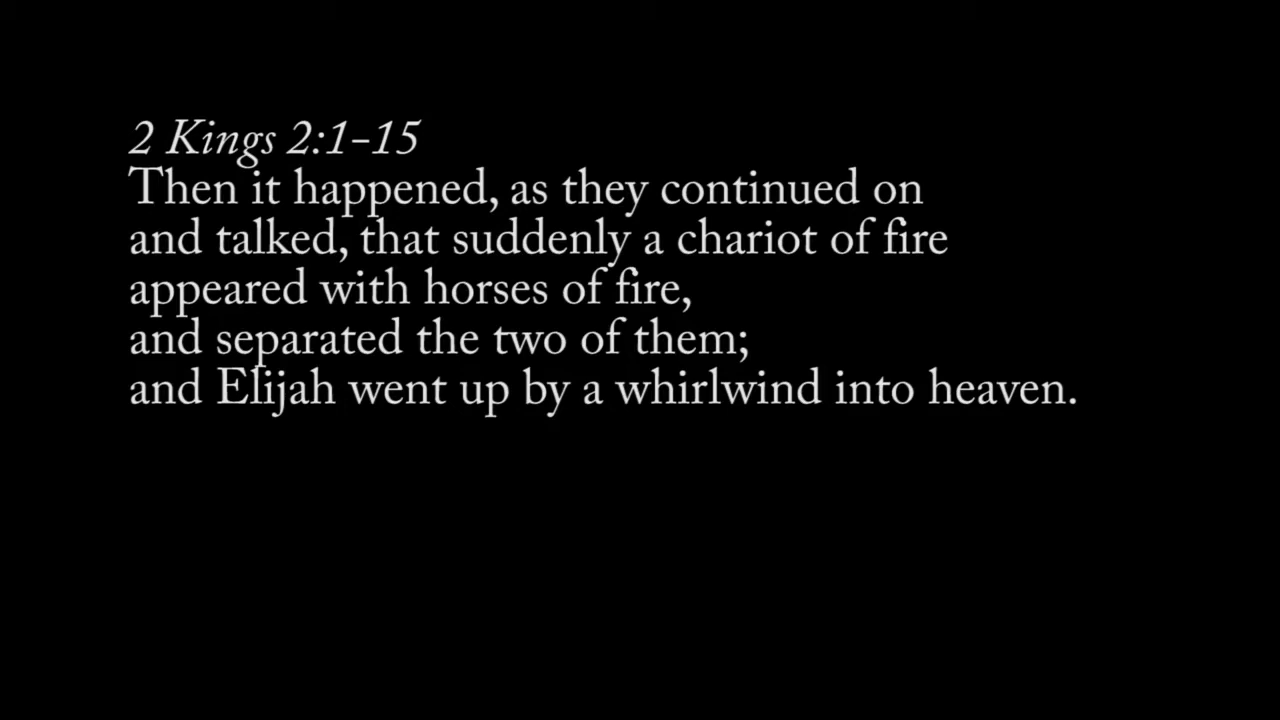 2 Kings 2:1-15
Then it happened, as they continued on
and talked, that suddenly a chariot of fire
appeared with horses of fire,
and separated the two of them;
and Elijah went up by a whirlwind into heaven.